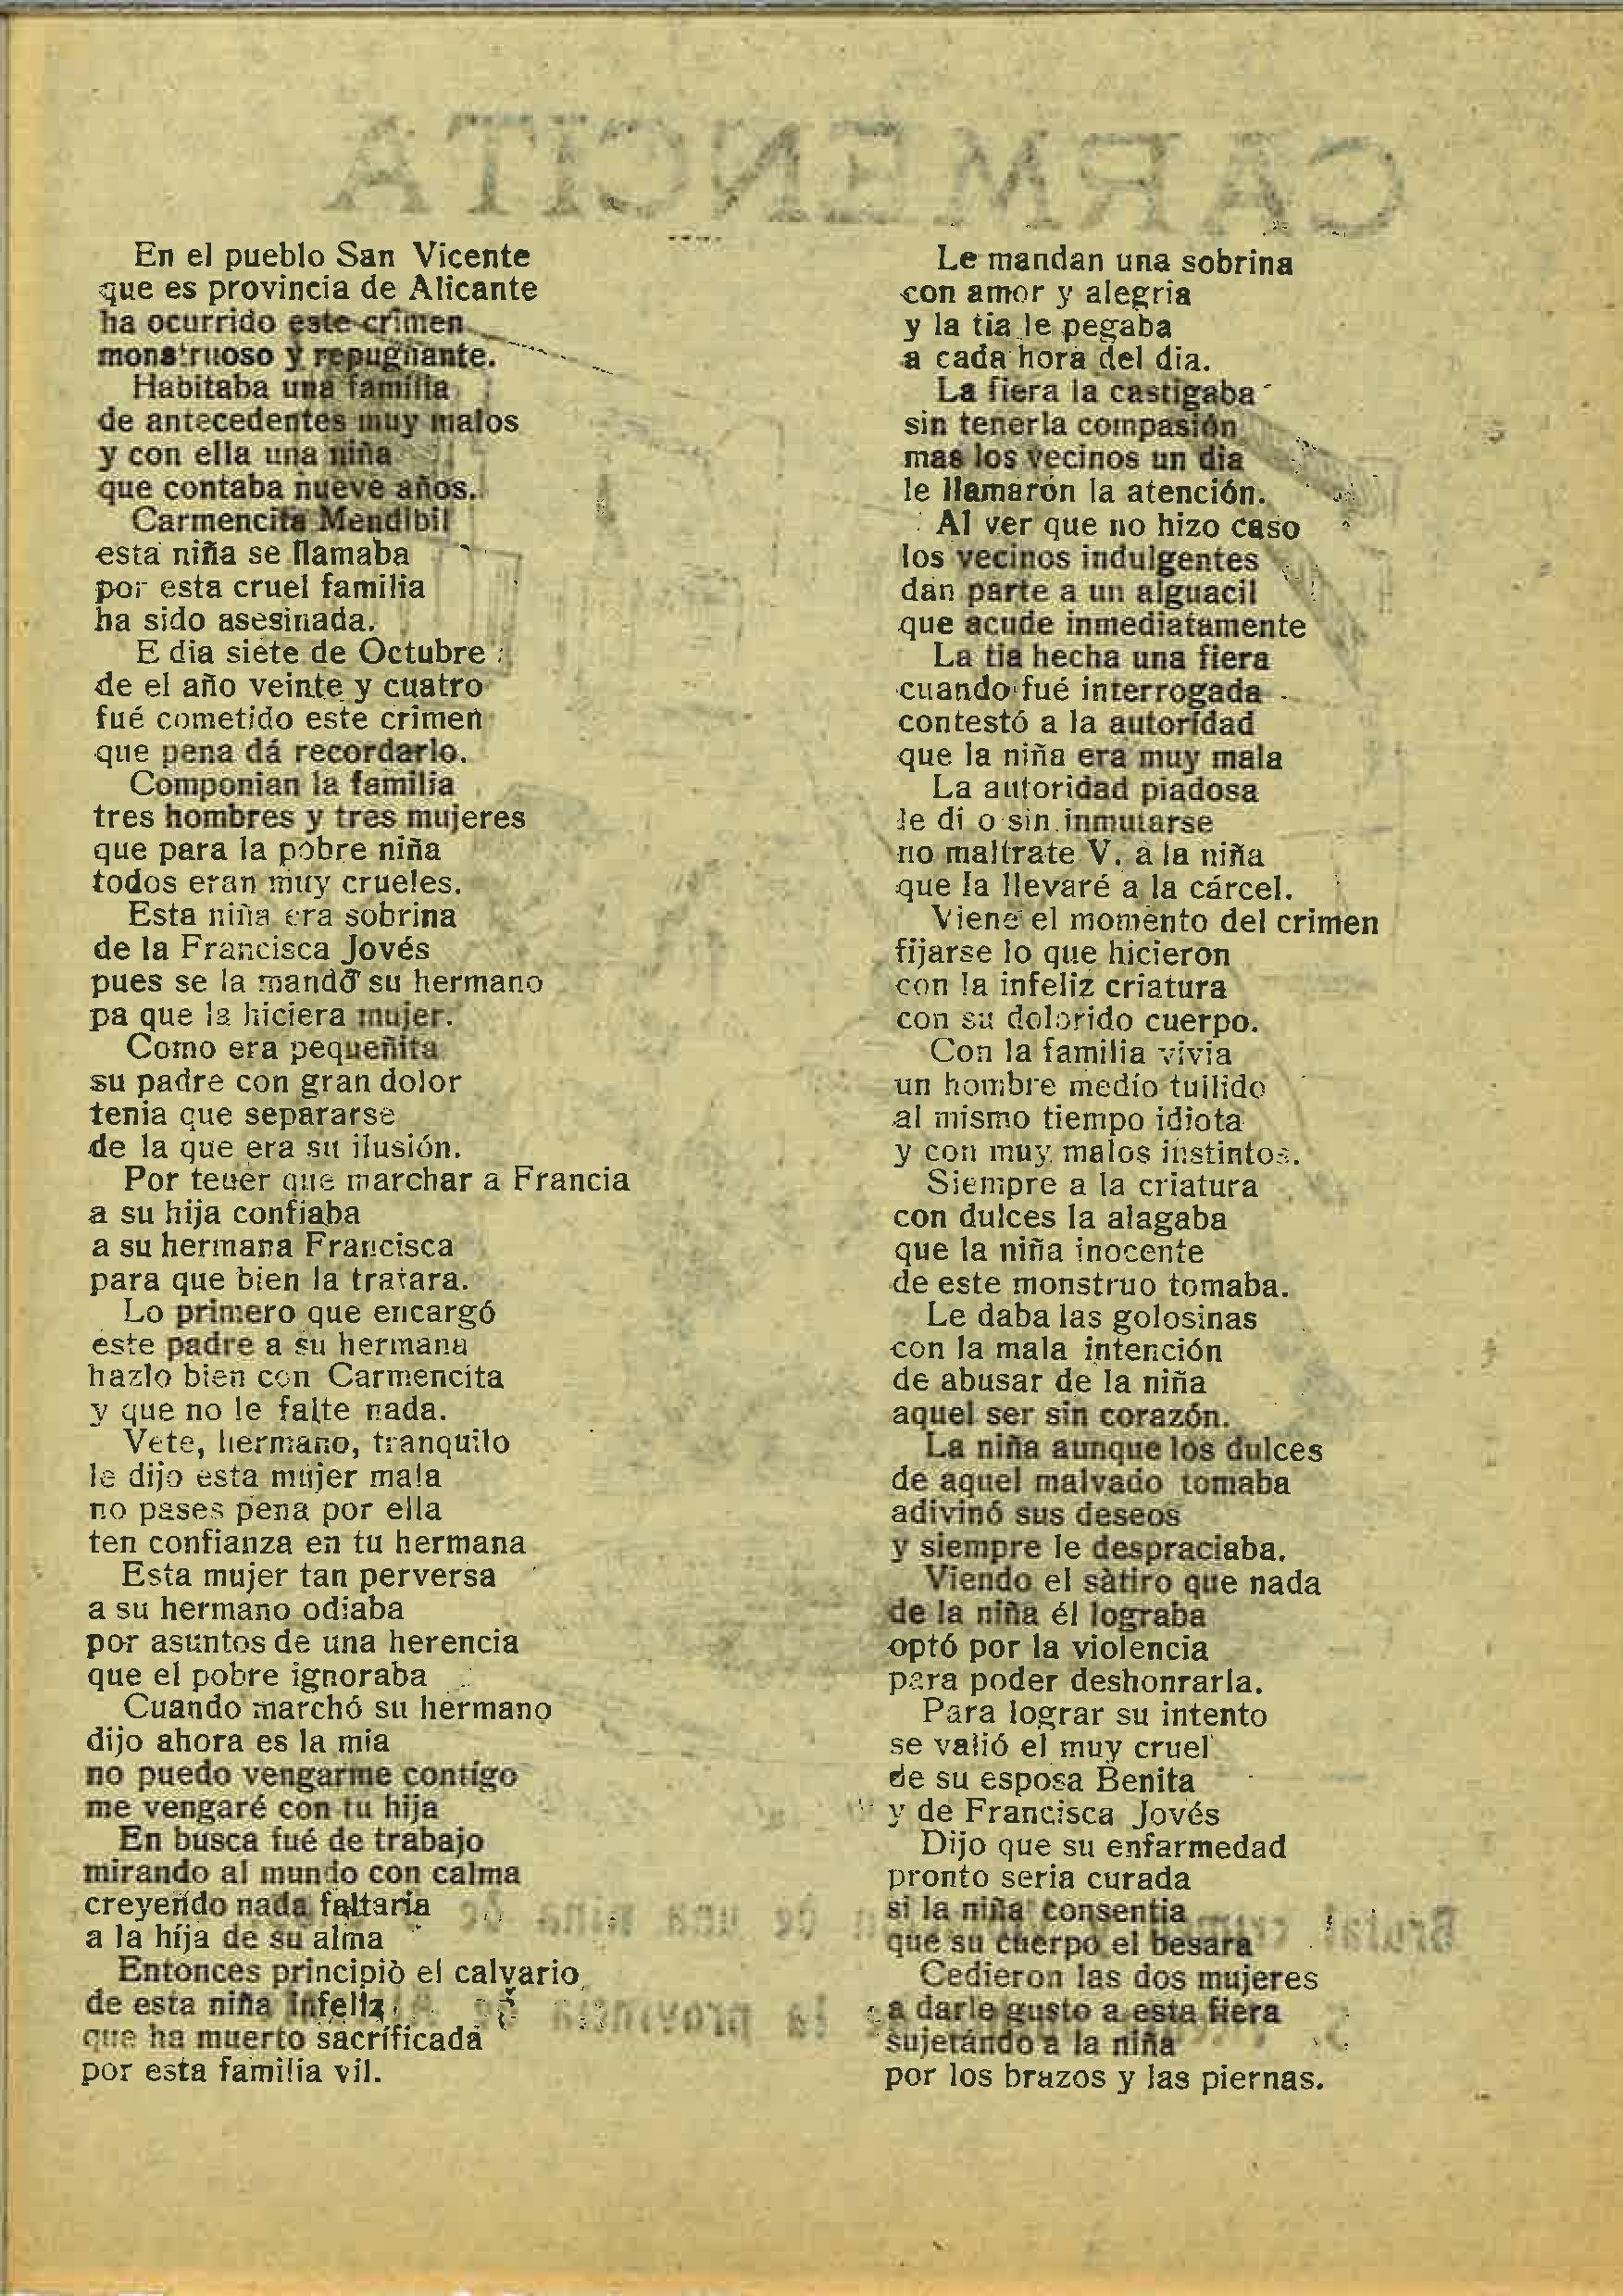 CARMENCITA
En el pueblo San Vicente
que es provincia de Alicante
ha ocurrido este crimen
monstruoso y repugnante.
Habitaba una familia
de antecedentes muy malos
y con ella una niña
que contaba nueve años.
Carmencita Mendibil
esta niña se llamaba
por esta cruel familia
ha sido asesinada.
E dia siete de Octubre
de el año veinte y cuatro
fué cometido este crimen
que pena dá recordarlo.
Componian la familia
tres hombres y tres mujeres
que para la pobre niña
todos eran muy crueles.
Esta niña era sobrina
de la Francisca Jovés
pues se la mandó su hermano
pa que la hiciera mujer.
Como era pequeñita
su padre con gran dolor
tenia que separarse
de la que era su ilusión.
Por tener que marchar a Francia
a su hija confiaba
a su hermana Francisca
para que bien la tratara.
Lo primero que encargó
este padre a su hermana
hazlo bien con Carmencita
y que no le falte nada.
Vete, hermano, tranquilo
le dijo esta mujer mala
no pases pena por ella
ten confianza en tu hermana
Esta mujer tan perversa
a su hermano odiaba
por asuntos de una herencia
que el pobre ignoraba
Cuando marchó su hermano
dijo ahora es la mia
no puedo vengarme contigo
me vengaré con tu hija
En busca fué de trabajo
mirando al mundo con calma
creyendo nada faltaria
a la hija de su alma
Entonces principiò el calvario
de esta niña infeliz
que ha muerto sacrificada
por esta familia vil.
Le mandan una sobrina
con amor y alegria
y la tia le pegaba
a cada hora del dia.
La fiera la castigaba
sin tenerla compasión
mas los vecinos un dia
le llamaron la atención.
Al ver que no hizo caso
los vecinos indulgentes
dan parte a un alguacil
que acude inmediatamente
La tia hecha una fiera
cuando fué interrogada
contestó a la autoridad
que la niña era muy mala
La autoridad piadosa
le di o sin inmutarse
no maltrate V. a la niña
que la llevaré a la cárcel.
Viene el momento del crimen
fijarse lo que hicieron
con la infeliz criatura
con su dolorido cuerpo.
Con la familia vivia
un hombre medio tullido
al mismo tiempo idiota
y con muy malos instintos.
Siempre a la criatura
con dulces la alagaba
que la niña inocente
de este monstruo tomaba.
Le daba las golosinas
con la mala intención
de abusar de la niña
aquel ser sin corazón.
La niña aunque los dulces
de aquel malvado tomaba
adivinó sus deseos
y siempre le despraciaba.
Viendo el sàtiro que nada
de la niña él lograba
optó por la violencia
para poder deshonrarla.
Para lograr su intento
se valió el muy cruel
de su esposa Benita
y de Francisca Jovés
Dijo que su enfermedad
pronto seria curada
si la niña consentia
que su cuerpo el besara
Cedieron las dos mujeres
a darle gusto a esta fiera
sujetándo a la niña
por los brazos y las piernas.